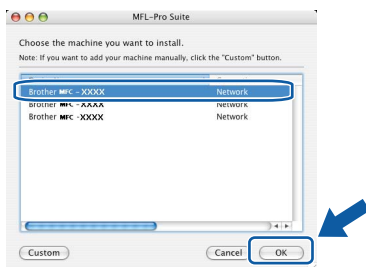 MFL-Pro Suite
Choose the machine you want to install.
Note: If you want to add your machine manually, click the "Custom" button.
Brother MFC - XXXX Network
Brother MFC - XXXX Network
Brother MFC -XXXX Network
Custom Cancel OK